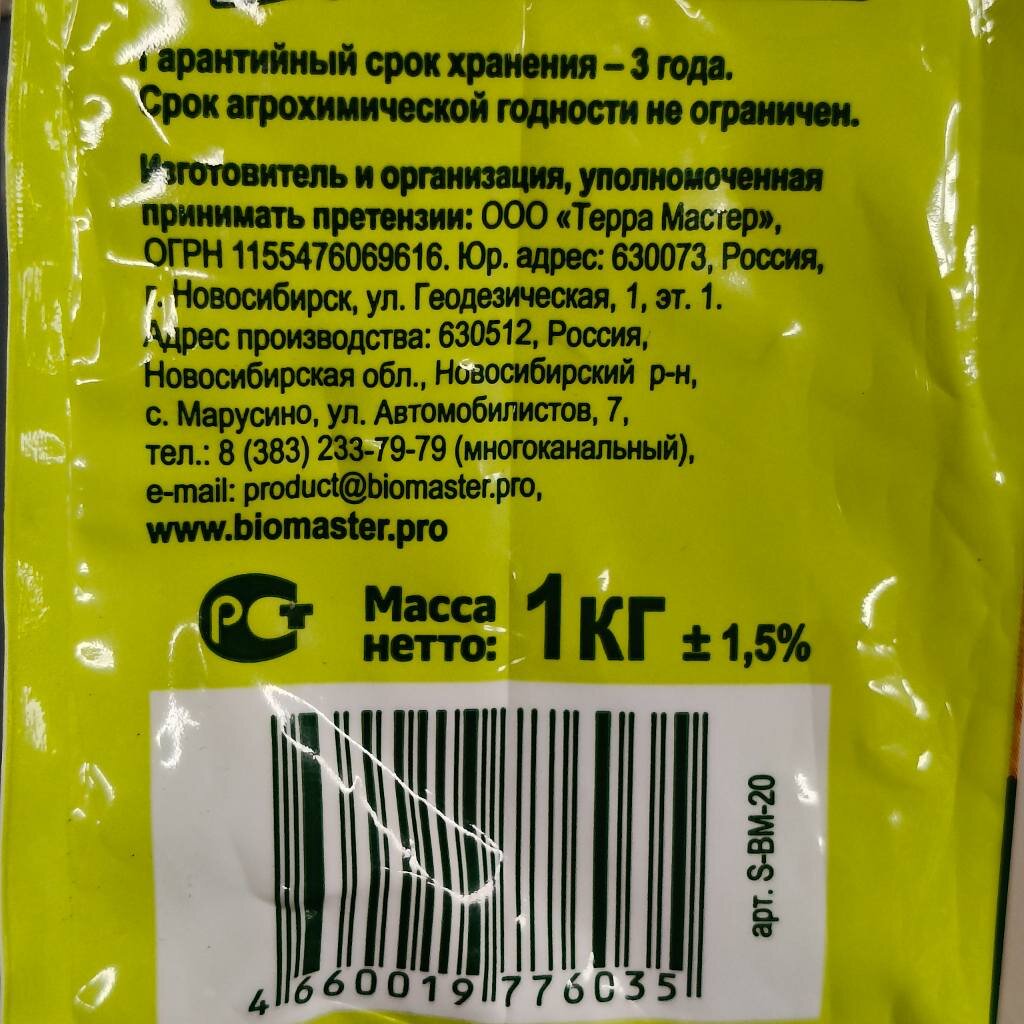 Гарантийный срок хранения – 3 года.
Срок агрохимической годности не ограничен.
Изготовитель и организация, уполномоченная
принимать претензии: ООО «Терра Мастер»,
ОГРН 1155476069616. Юр. адрес: 630073, Россия,
г. Новосибирск, ул. Геодезическая, 1, эт. 1.
Адрес производства: 630512, Россия,
Новосибирская обл., Новосибирский р-н,
с. Марусино, ул. Автомобилистов, 7,
тел.: 8 (383) 233-79-79 (многоканальный),
e-mail: product@biomaster.pro,
www.biomaster.pro
РСТ Масса нетто: 1 кг ± 1,5%
арт. S-BM-20
4 660019 776035